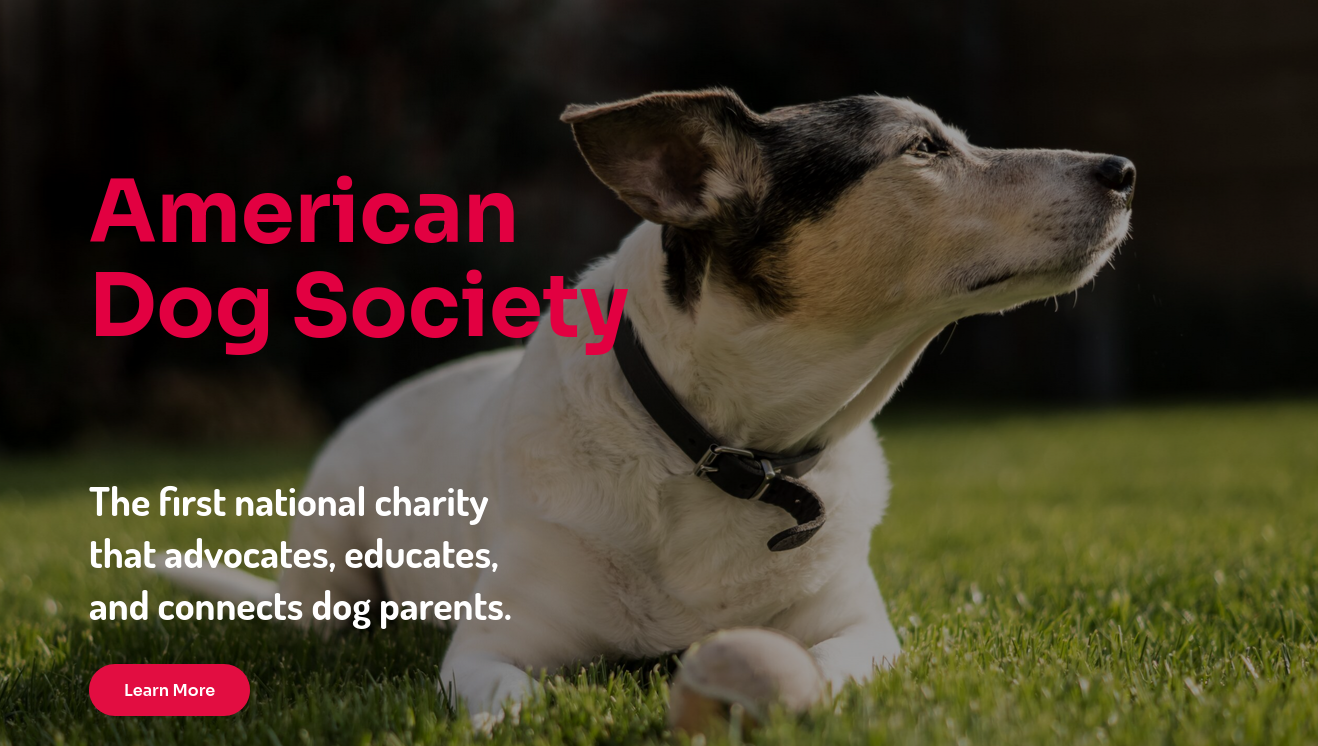 American
Dog Society
The first national charity
that advocates, educates,
and connects dog parents.
Learn More